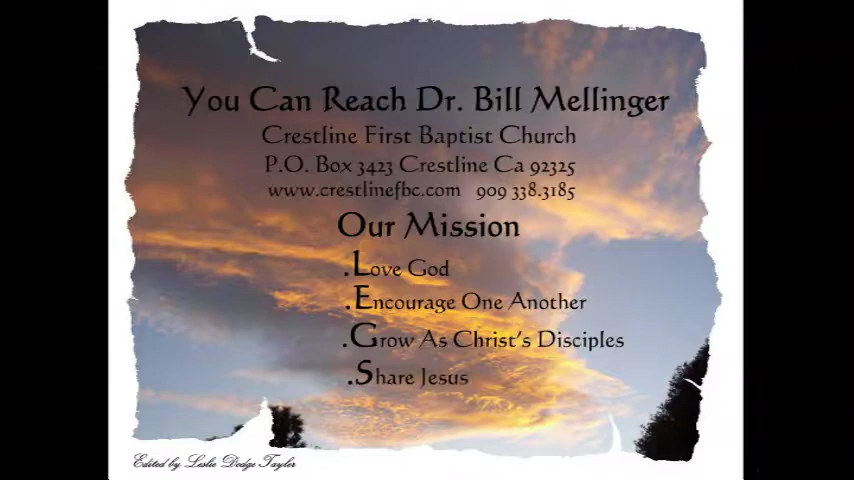 You Can Reach Dr. Bill Mellinger
Crestline First Baptist Church
P.O. Box 3423 Crestline Ca 92325
www.crestlinefbc.com 909 338.3185
Our Mission
.Love God
.Encourage One Another
.Grow As Christ's Disciples
.Share Jesus
Edited by Leslie Dodge Taylor